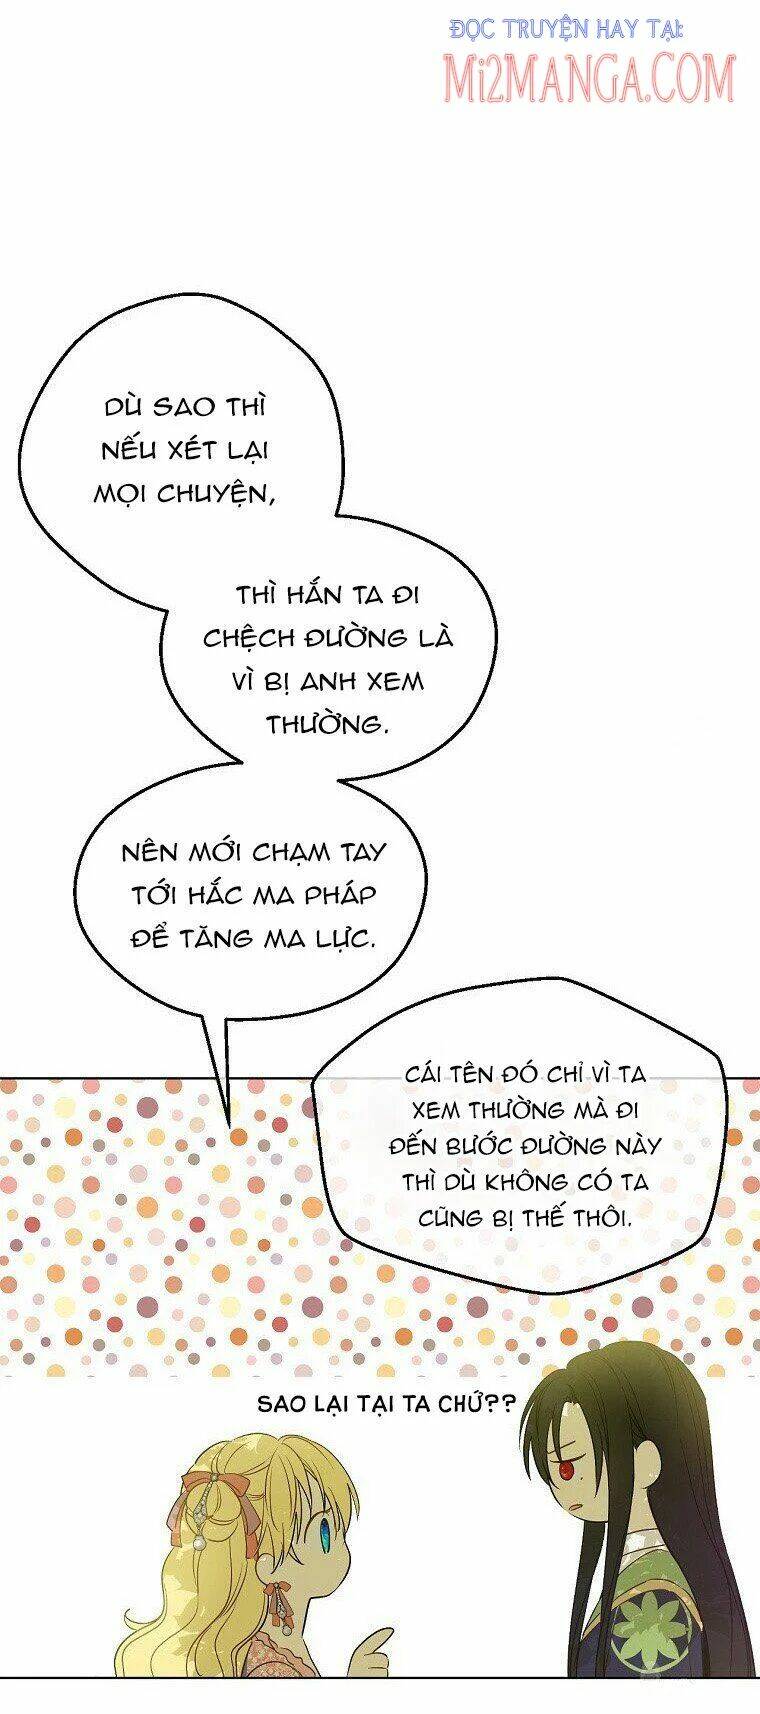 ĐỌC TRUYỆN HAY TẠI:
MI2MANGA.COM
DÙ SAO THÌ
NẾU XÉT LẠI
MỌI CHUYỆN,
THÌ HẮN TA ĐI
CHỆCH ĐƯỜNG LÀ
VÌ BỊ ANH XEM
THƯỜNG.
NÊN MỚI CHẠM TAY
TỚI HẮC MA PHÁP
ĐỂ TĂNG MA LỰC.
CÁI TÊN ĐÓ CHỈ VÌ TA
XEM THƯỜNG MÀ ĐI
ĐẾN BƯỚC ĐƯỜNG NÀY
THÌ DÙ KHÔNG CÓ TA
CŨNG BỊ THẾ THÔI.
SAO LẠI TẠI TA CHỨ??